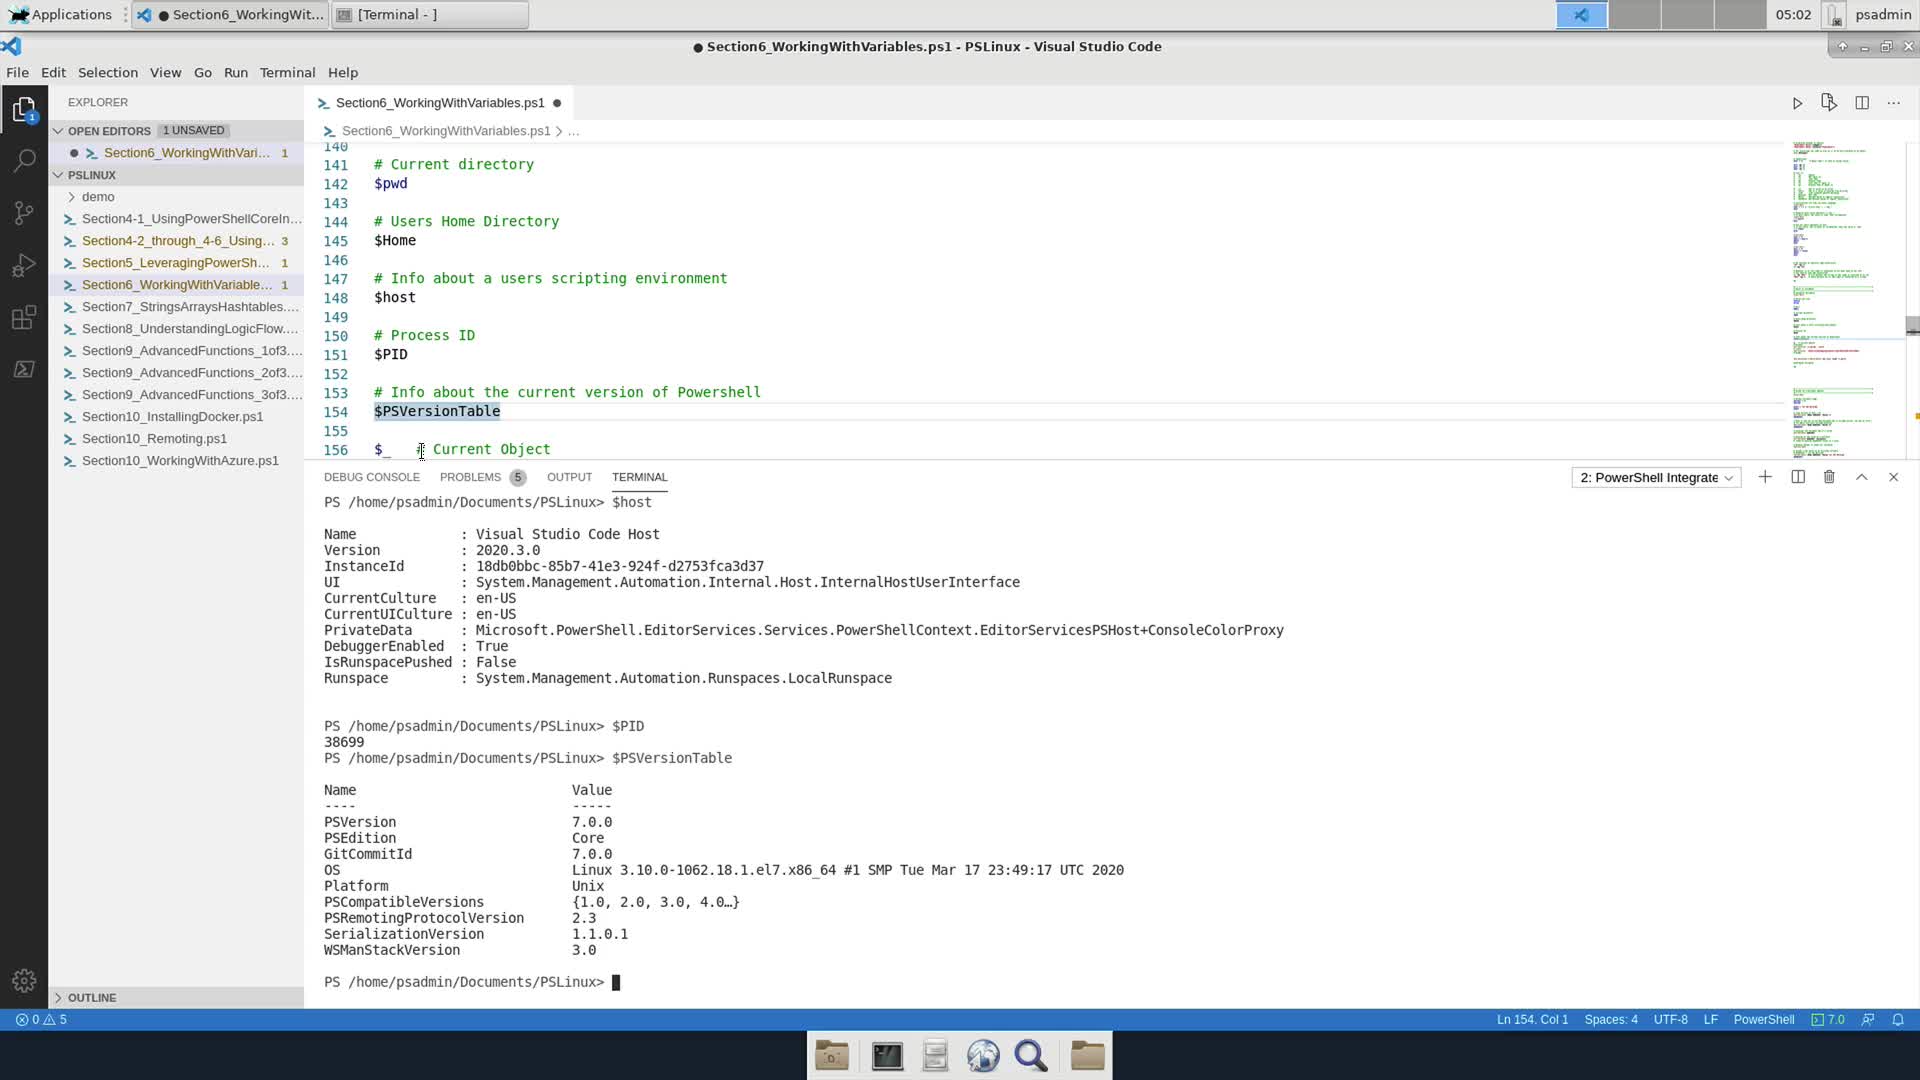 Applications
● Section6_WorkingWit...
[Terminal - ]
05:02
psadmin
● Section6_WorkingWithVariables.ps1 - PSLinux - Visual Studio Code
File Edit Selection View Go Run Terminal Help
EXPLORER
OPEN EDITORS 1 UNSAVED
● Section6_WorkingWithVari... 1
PSLINUX
demo
Section4-1_UsingPowerShellCoreIn...
Section4-2_through_4-6_Using... 3
Section5_LeveragingPowerSh... 1
Section6_WorkingWithVariable... 1
Section7_StringsArraysHashtables....
Section8_UnderstandingLogicFlow....
Section9_AdvancedFunctions_1of3....
Section9_AdvancedFunctions_2of3....
Section9_AdvancedFunctions_3of3....
Section10_InstallingDocker.ps1
Section10_Remoting.ps1
Section10_WorkingWithAzure.ps1
OUTLINE
1
Section6_WorkingWithVariables.ps1 ●
Section6_WorkingWithVariables.ps1 > ...
140
141 # Current directory
142 $pwd
143
144 # Users Home Directory
145 $Home
146
147 # Info about a users scripting environment
148 $host
149
150 # Process ID
151 $PID
152
153 # Info about the current version of Powershell
154 $PSVersionTable
155
156 $_ # Current Object
DEBUG CONSOLE PROBLEMS 5 OUTPUT TERMINAL
2: PowerShell Integrate
PS /home/psadmin/Documents/PSLinux> $host
Name : Visual Studio Code Host
Version : 2020.3.0
InstanceId : 18db0bbc-85b7-41e3-924f-d2753fca3d37
UI : System.Management.Automation.Internal.Host.InternalHostUserInterface
CurrentCulture : en-US
CurrentUICulture : en-US
PrivateData : Microsoft.PowerShell.EditorServices.Services.PowerShellContext.EditorServicesPSHost+ConsoleColorProxy
DebuggerEnabled : True
IsRunspacePushed : False
Runspace : System.Management.Automation.Runspaces.LocalRunspace
PS /home/psadmin/Documents/PSLinux> $PID
38699
PS /home/psadmin/Documents/PSLinux> $PSVersionTable
Name Value
---- -----
PSVersion 7.0.0
PSEdition Core
GitCommitId 7.0.0
OS Linux 3.10.0-1062.18.1.el7.x86_64 #1 SMP Tue Mar 17 23:49:17 UTC 2020
Platform Unix
PSCompatibleVersions {1.0, 2.0, 3.0, 4.0…}
PSRemotingProtocolVersion 2.3
SerializationVersion 1.1.0.1
WSManStackVersion 3.0
PS /home/psadmin/Documents/PSLinux>
0 5
Ln 154, Col 1 Spaces: 4 UTF-8 LF PowerShell 7.0